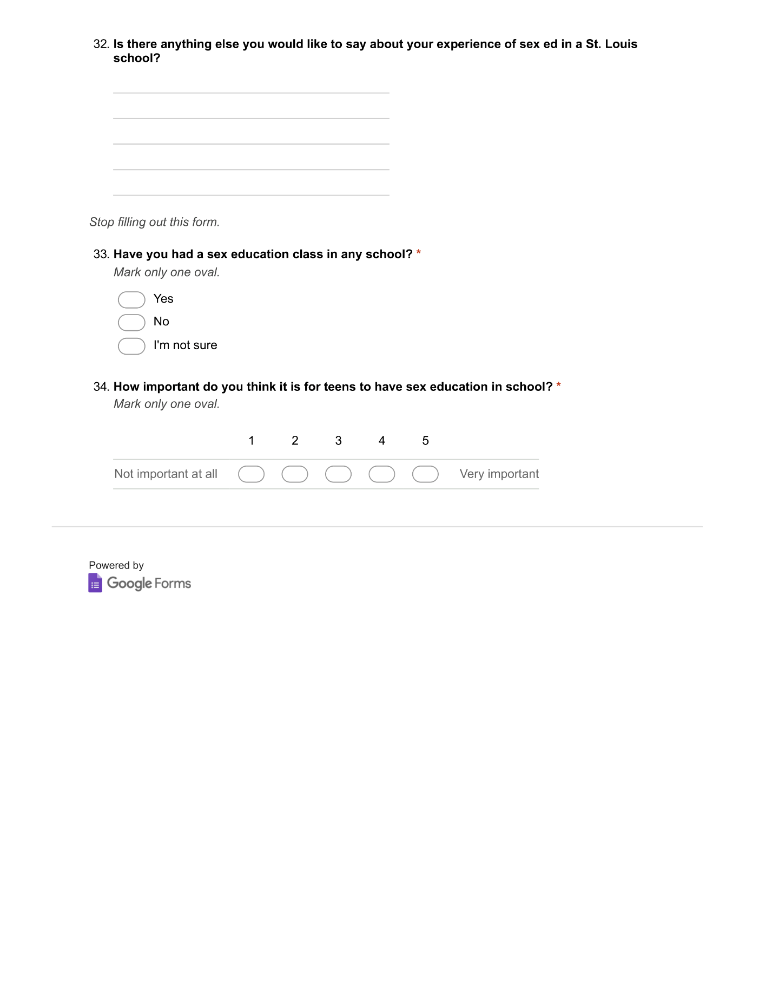 32. Is there anything else you would like to say about your experience of sex ed in a St. Louis
school?
Stop filling out this form.
33. Have you had a sex education class in any school? *
Mark only one oval.
Yes
No
I'm not sure
34. How important do you think it is for teens to have sex education in school? *
Mark only one oval.
1 2 3 4 5
Not important at all Very important
Powered by
Google Forms